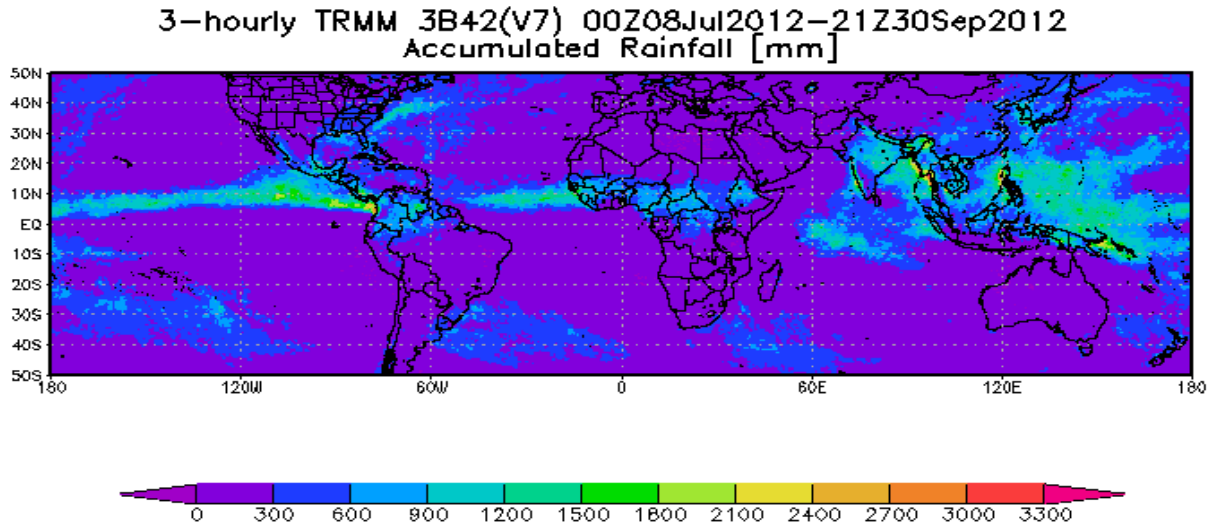 3-hourly TRMM 3B42(V7) 00Z08Jul2012-21Z30Sep2012
Accumulated Rainfall [mm]
50N
40N
30N
20N
10N
EQ
10S
20S
30S
40S
50S
180 120W 60W 0 60E 120E 180
0 300 600 900 1200 1500 1800 2100 2400 2700 3000 3300